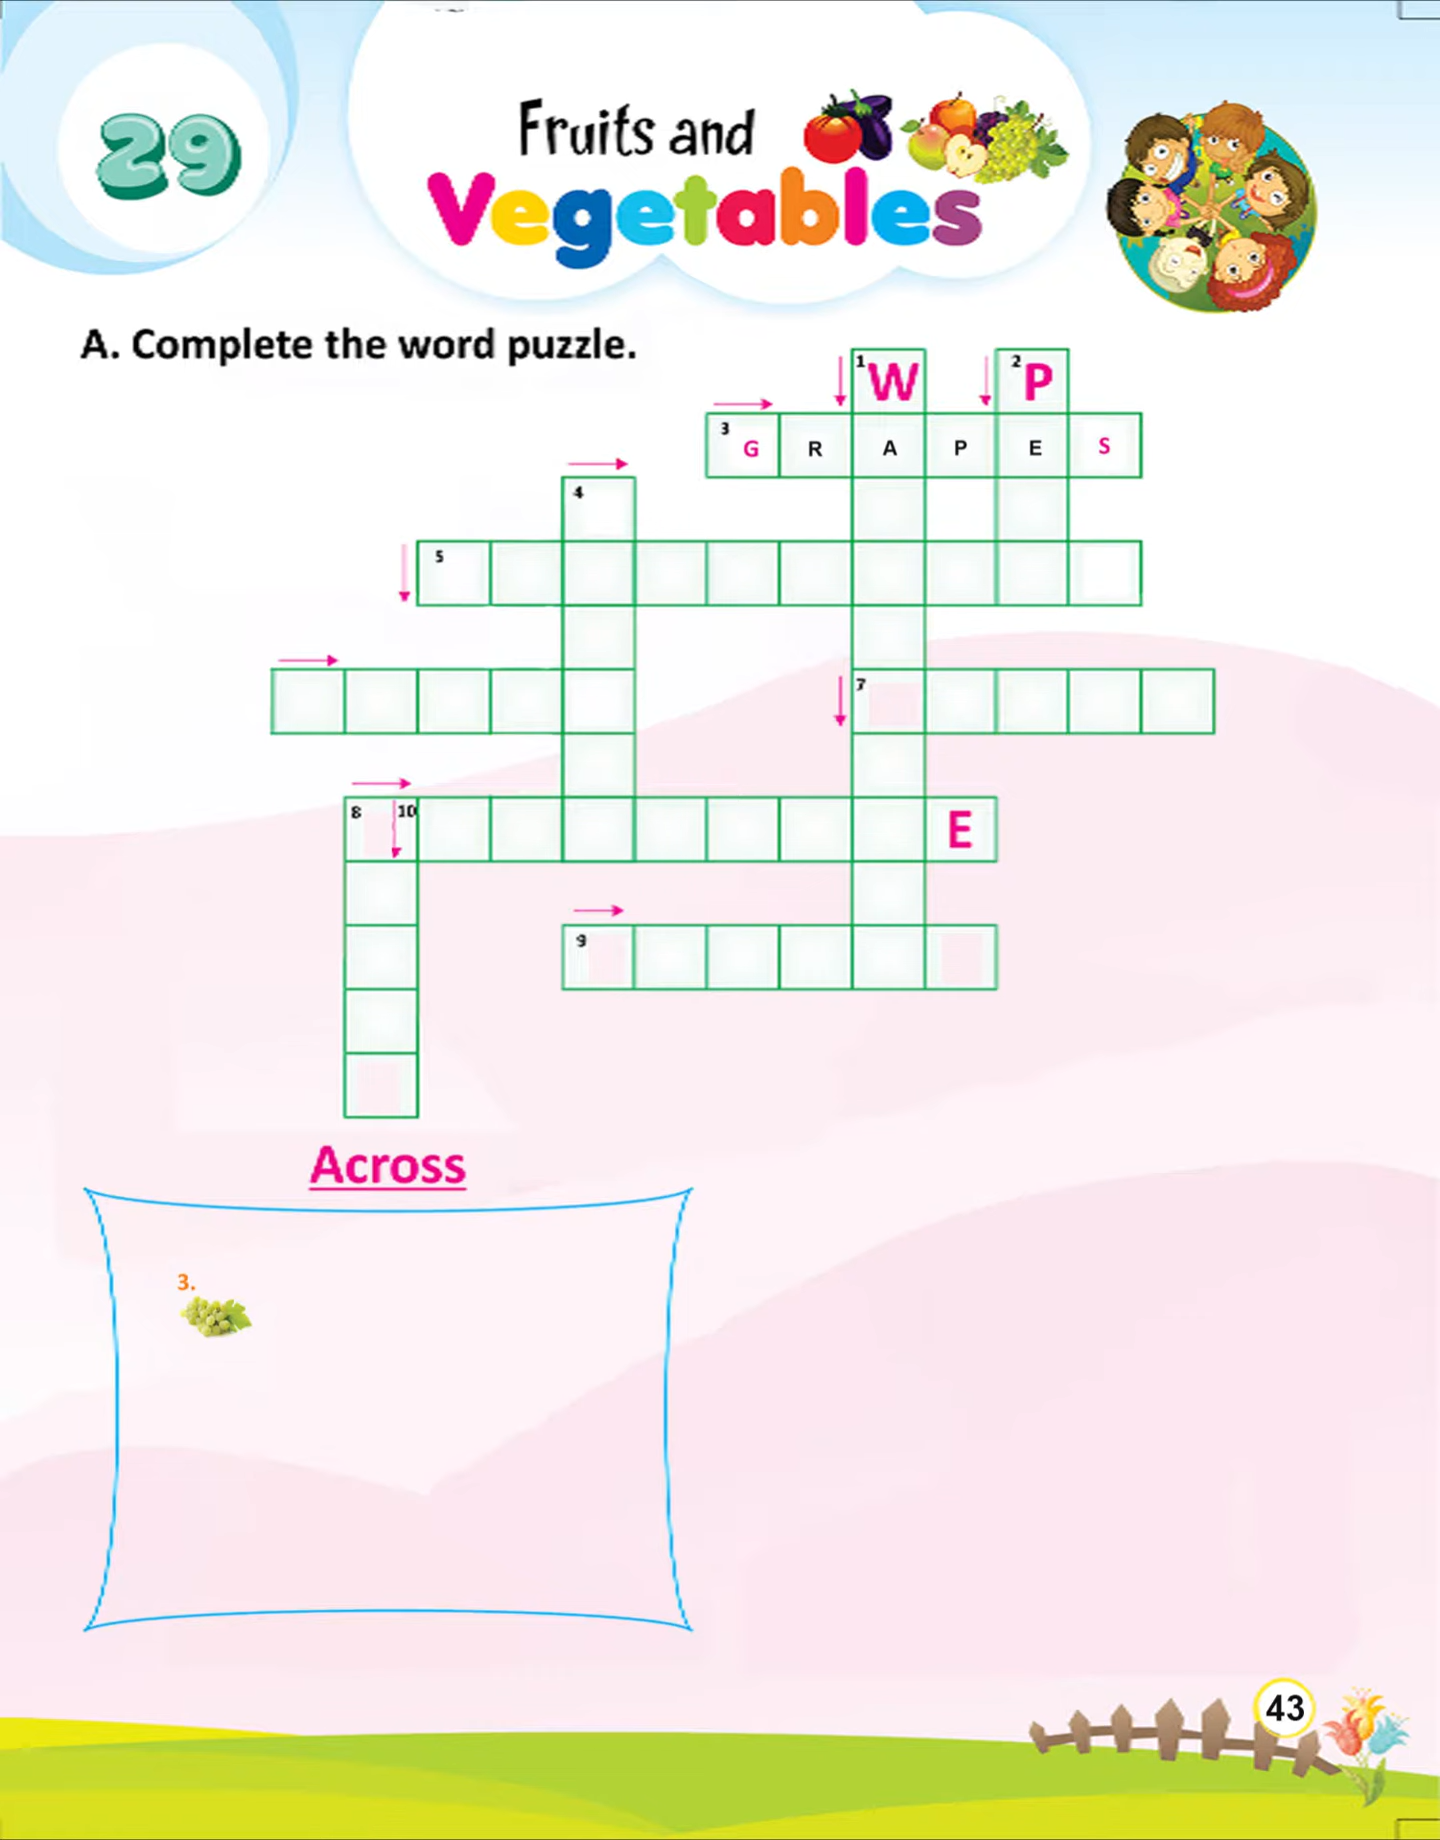 29
Fruits and
Vegetables
A. Complete the word puzzle.
1 W 2 P
3 G R A P E S
4
5
7
8 10 E
9
Across
3.
43